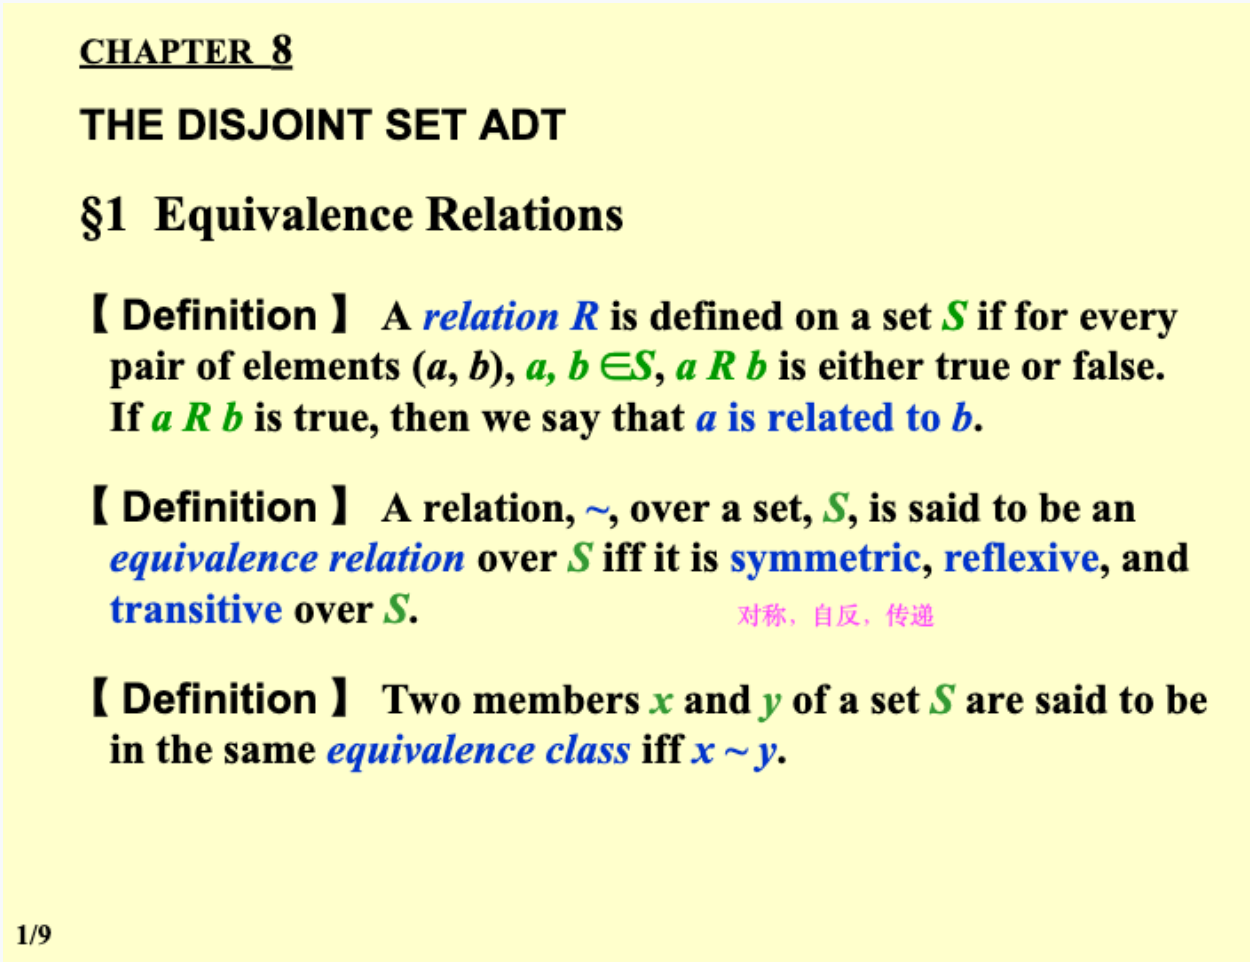 CHAPTER 8
THE DISJOINT SET ADT
§1 Equivalence Relations
【 Definition 】 A relation R is defined on a set S if for every
pair of elements (a, b), a, b ∈S, a R b is either true or false.
If a R b is true, then we say that a is related to b.
【 Definition 】 A relation, ~, over a set, S, is said to be an
equivalence relation over S iff it is symmetric, reflexive, and
transitive over S.
对称，自反，传递
【 Definition 】 Two members x and y of a set S are said to be
in the same equivalence class iff x ~ y.
1/9